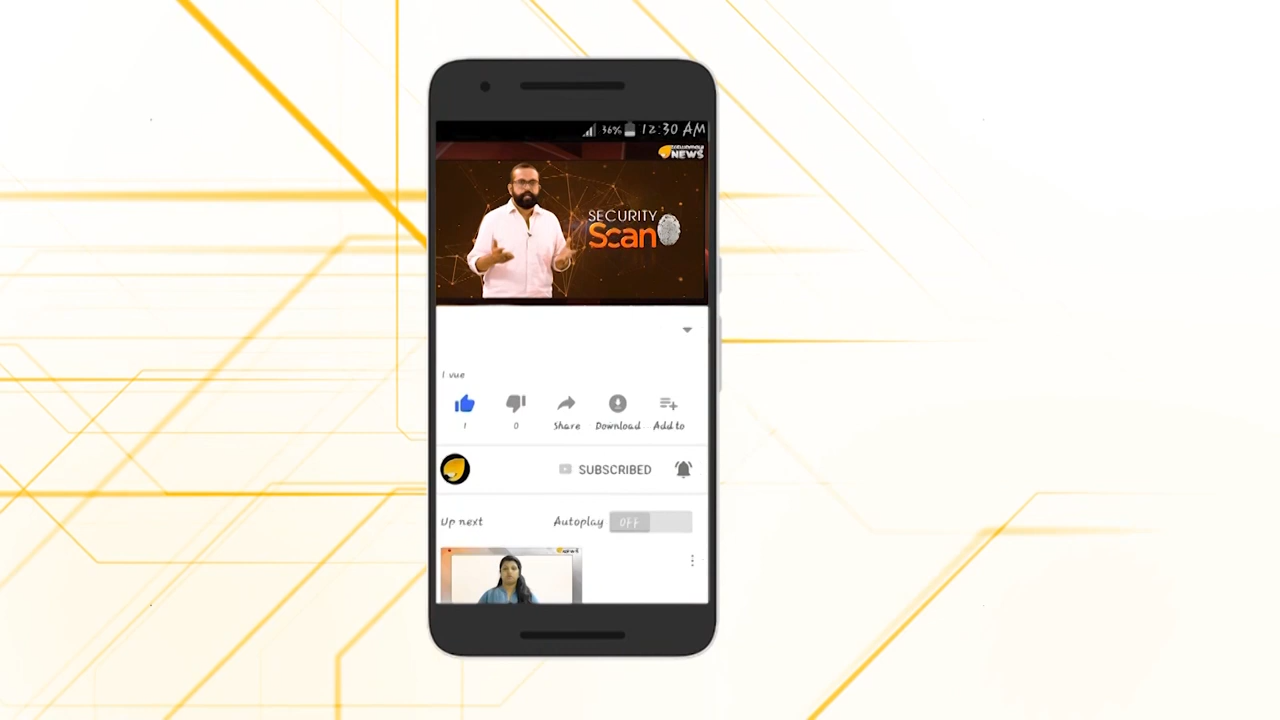 36% 12:30 AM
tatwamayi
NEWS
SECURITY
Scan
1 vue
1 0 Share Download Add to
SUBSCRIBED
Up next Autoplay OFF